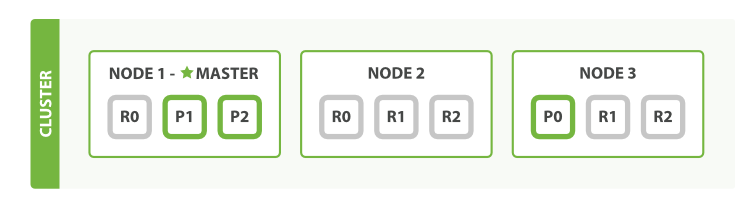 CLUSTER
NODE 1 - ★ MASTER
R0 P1 P2
NODE 2
R0 R1 R2
NODE 3
P0 R1 R2